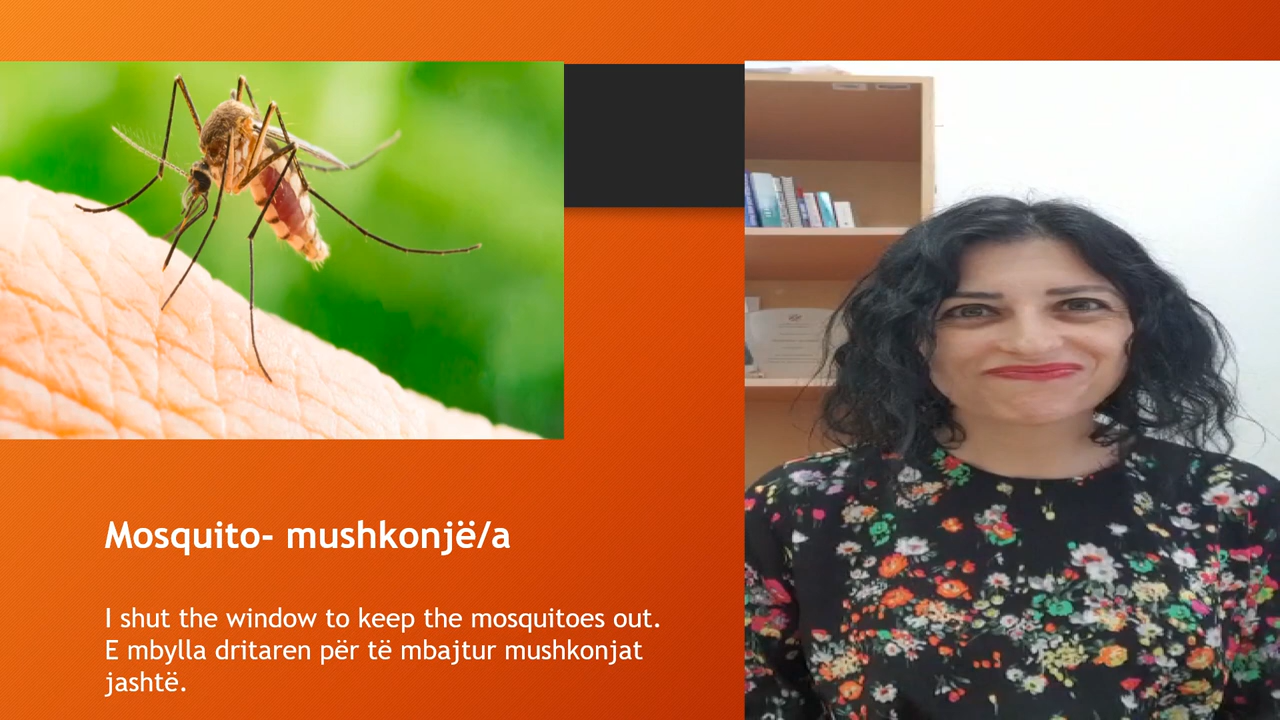 Mosquito- mushkonjë/a
I shut the window to keep the mosquitoes out.
E mbylla dritaren për të mbajtur mushkonjat
jashtë.